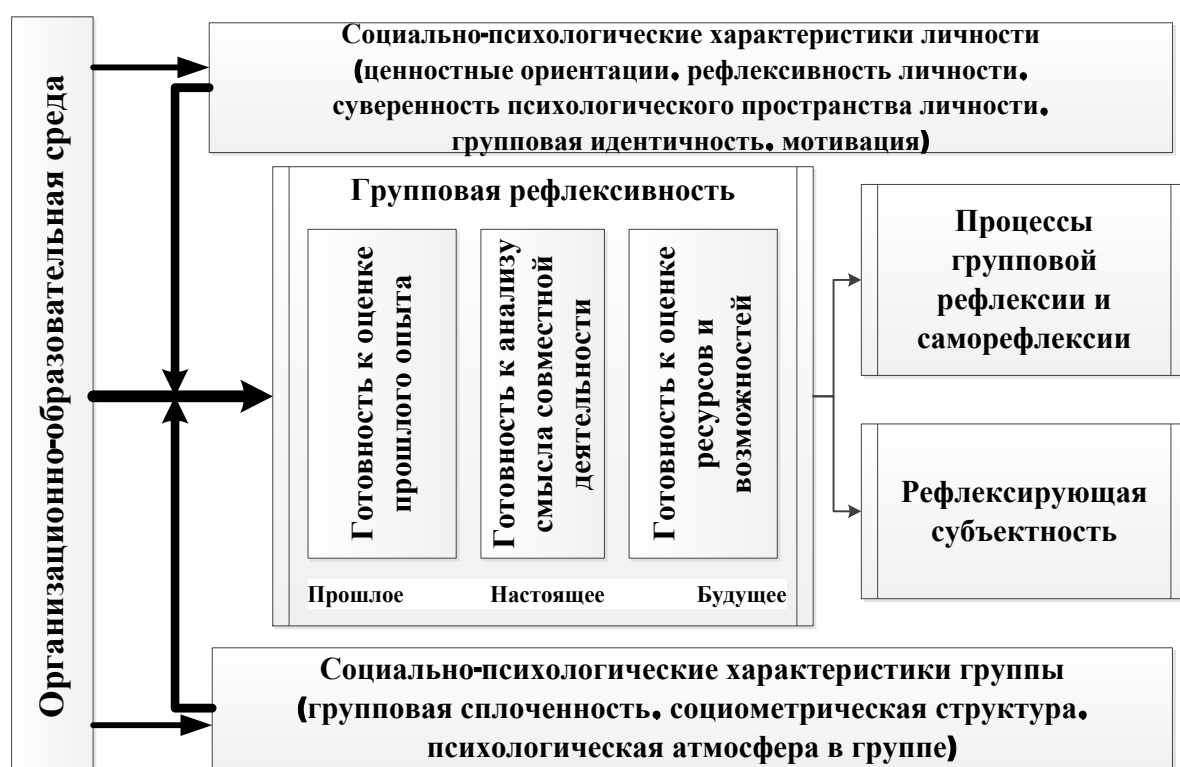 Организационно-образовательная среда
Социально-психологические характеристики личности
(ценностные ориентации, рефлексивность личности,
суверенность психологического пространства личности,
групповая идентичность, мотивация)
Групповая рефлексивность
Готовность к оценке
прошлого опыта
Готовность к анализу
смысла совместной
деятельности
Готовность к оценке
ресурсов и
возможностей
Прошлое
Настоящее
Будущее
Процессы
групповой
рефлексии и
саморефлексии
Рефлексирующая
субъектность
Социально-психологические характеристики группы
(групповая сплоченность, социометрическая структура,
психологическая атмосфера в группе)